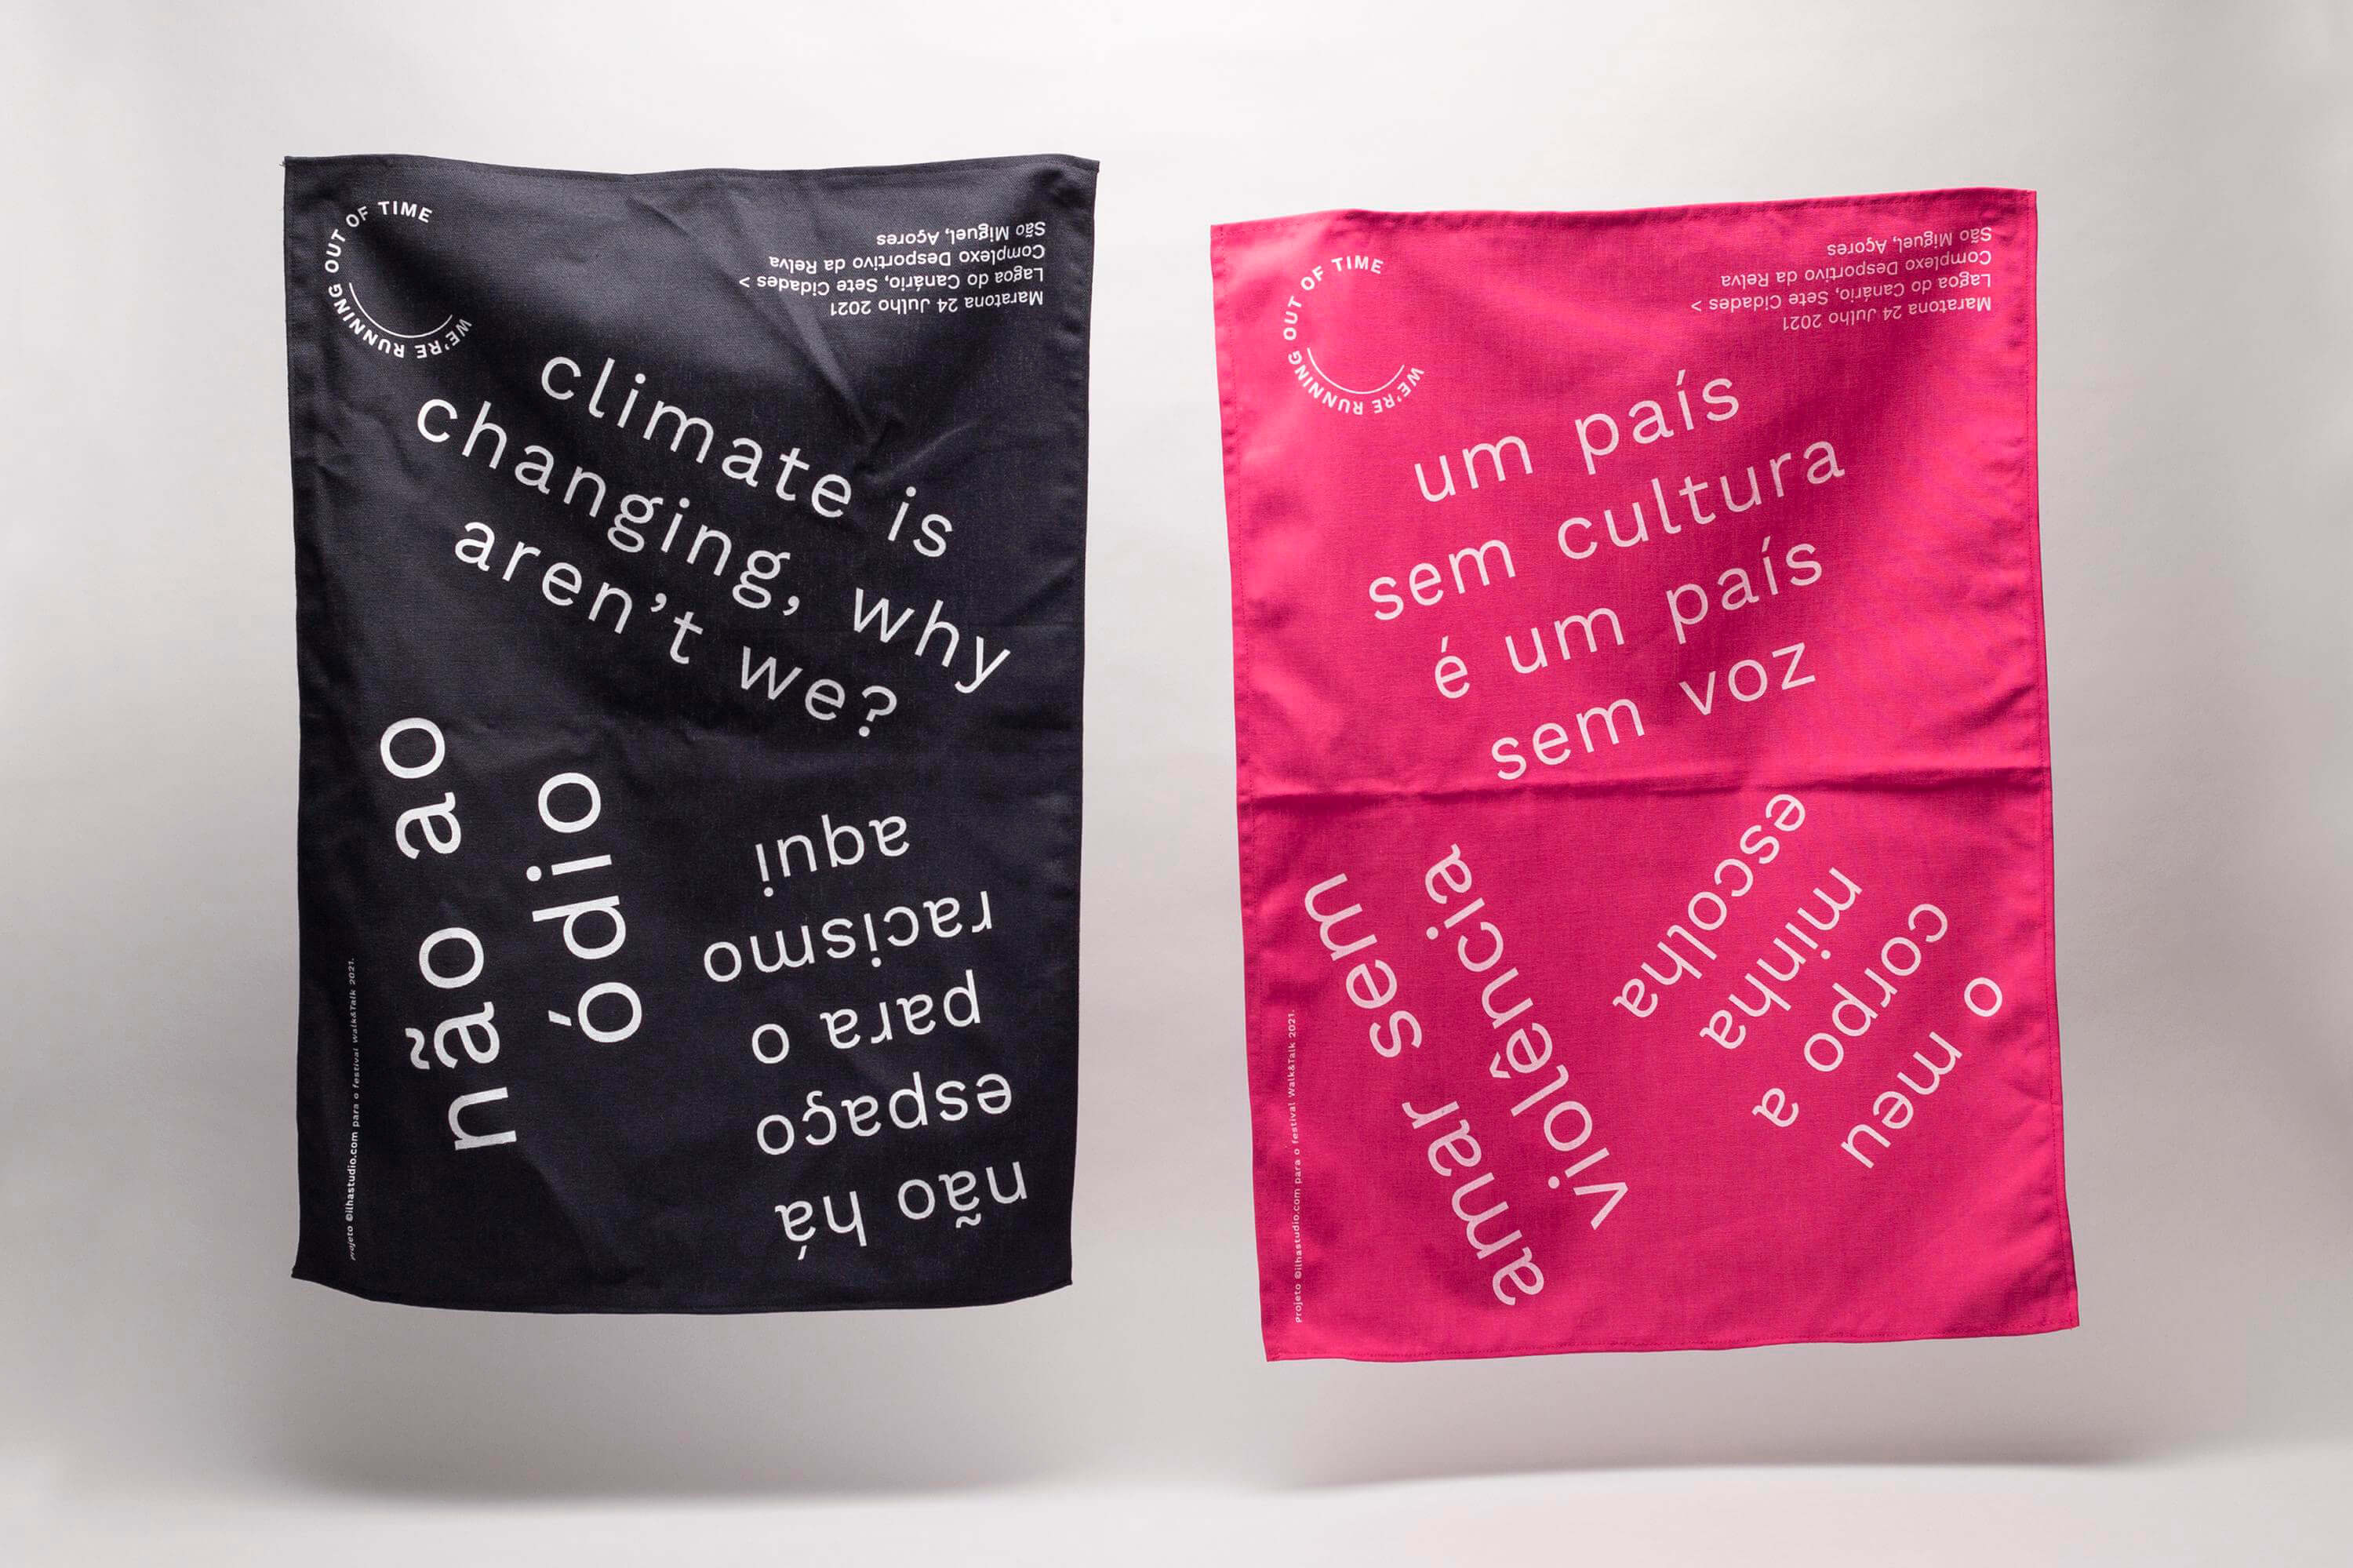 WE'RE RUNNING OUT OF TIME
Maratona 24 Julho 2021
Lagoa do Canário, Sete Cidades >
Complexo Desportivo da Relva
São Miguel, Açores
climate is
changing, why
aren't we?
não ao
ódio
não há
espaço
para o
racismo
aqui
Projeto ©ilhastudio.com para o festival Walk&Talk 2021.
WE'RE RUNNING OUT OF TIME
Maratona 24 Julho 2021
Lagoa do Canário, Sete Cidades >
Complexo Desportivo da Relva
São Miguel, Açores
um país
sem cultura
é um país
sem voz
amar sem
violência
o meu
corpo a
minha
escolha
Projeto ©ilhastudio.com para o festival Walk&Talk 2021.